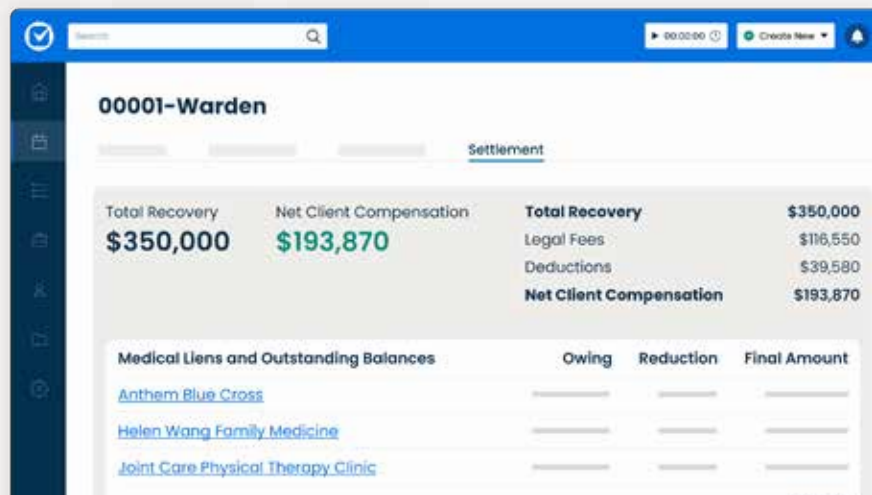 Search
00:02:00
Create New
00001-Warden
Settlement
Total Recovery
$350,000
Net Client Compensation
$193,870
Total Recovery $350,000
Legal Fees $116,550
Deductions $39,580
Net Client Compensation $193,870
Medical Liens and Outstanding Balances Owing Reduction Final Amount
Anthem Blue Cross
Helen Wang Family Medicine
Joint Care Physical Therapy Clinic